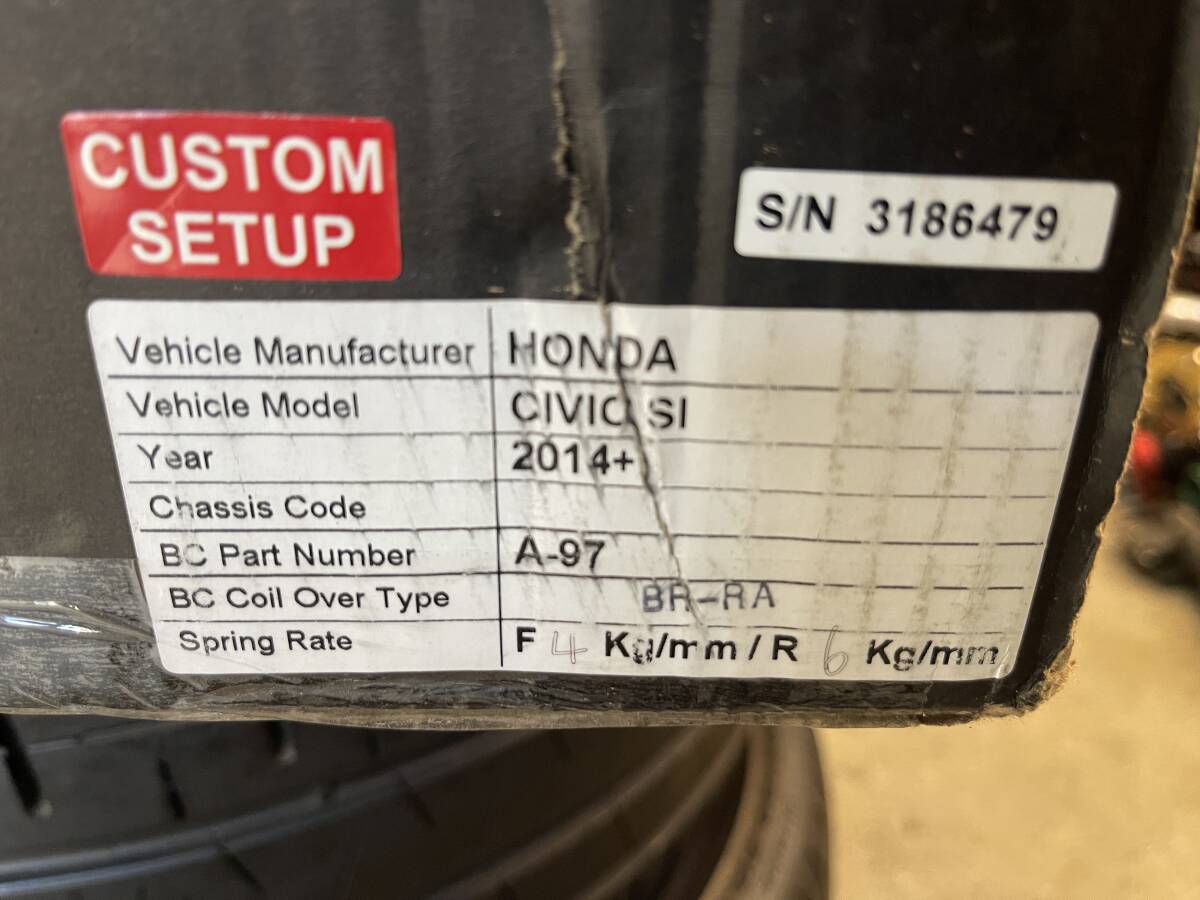 CUSTOM
SETUP
S/N 3186479
Vehicle Manufacturer HONDA
Vehicle Model CIVIC SI
Year 2014+
Chassis Code
BC Part Number A-97
BC Coil Over Type BR-RA
Spring Rate F 4 Kg/mm / R 6 Kg/mm